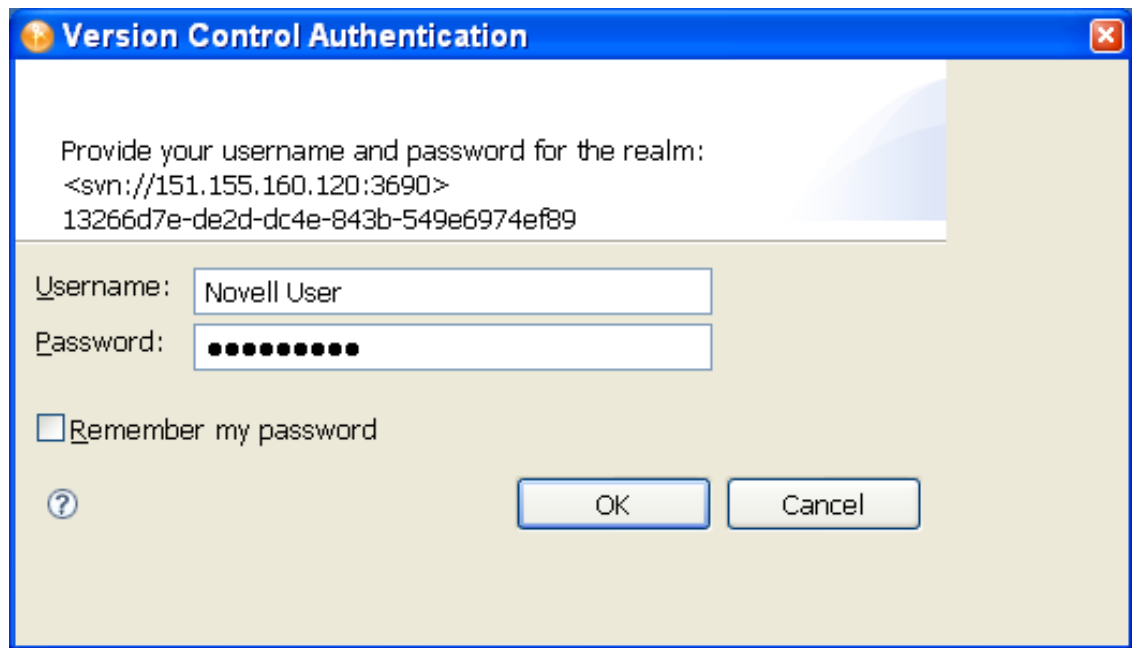 Version Control Authentication
Provide your username and password for the realm:
<svn://151.155.160.120:3690>
13266d7e-de2d-dc4e-843b-549e6974ef89
Username: Novell User
Password: ●●●●●●●●●
Remember my password
? OK Cancel